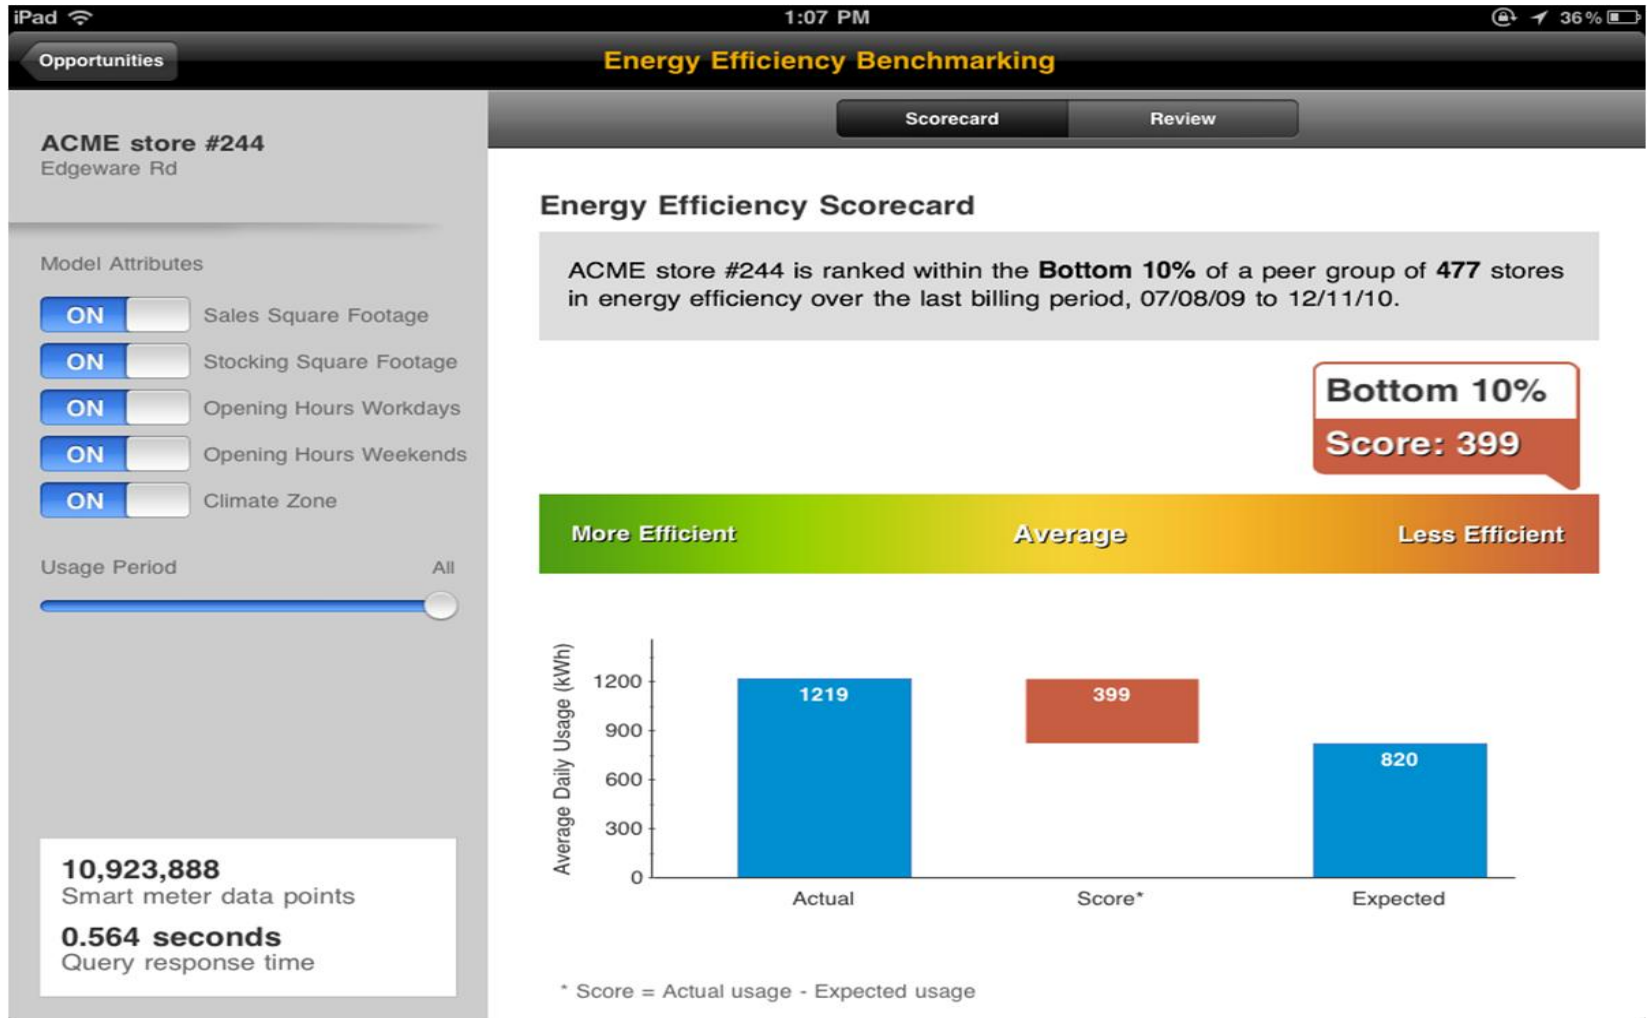 iPad 1:07 PM 36%
Opportunities
Energy Efficiency Benchmarking
Scorecard Review
ACME store #244
Edgeware Rd
Model Attributes
ON Sales Square Footage
ON Stocking Square Footage
ON Opening Hours Workdays
ON Opening Hours Weekends
ON Climate Zone
Usage Period All
10,923,888
Smart meter data points
0.564 seconds
Query response time
Energy Efficiency Scorecard
ACME store #244 is ranked within the Bottom 10% of a peer group of 477 stores
in energy efficiency over the last billing period, 07/08/09 to 12/11/10.
Bottom 10%
Score: 399
More Efficient Average Less Efficient
Average Daily Usage (kWh)
1200
900
600
300
0
1219
399
820
Actual Score* Expected
* Score = Actual usage - Expected usage